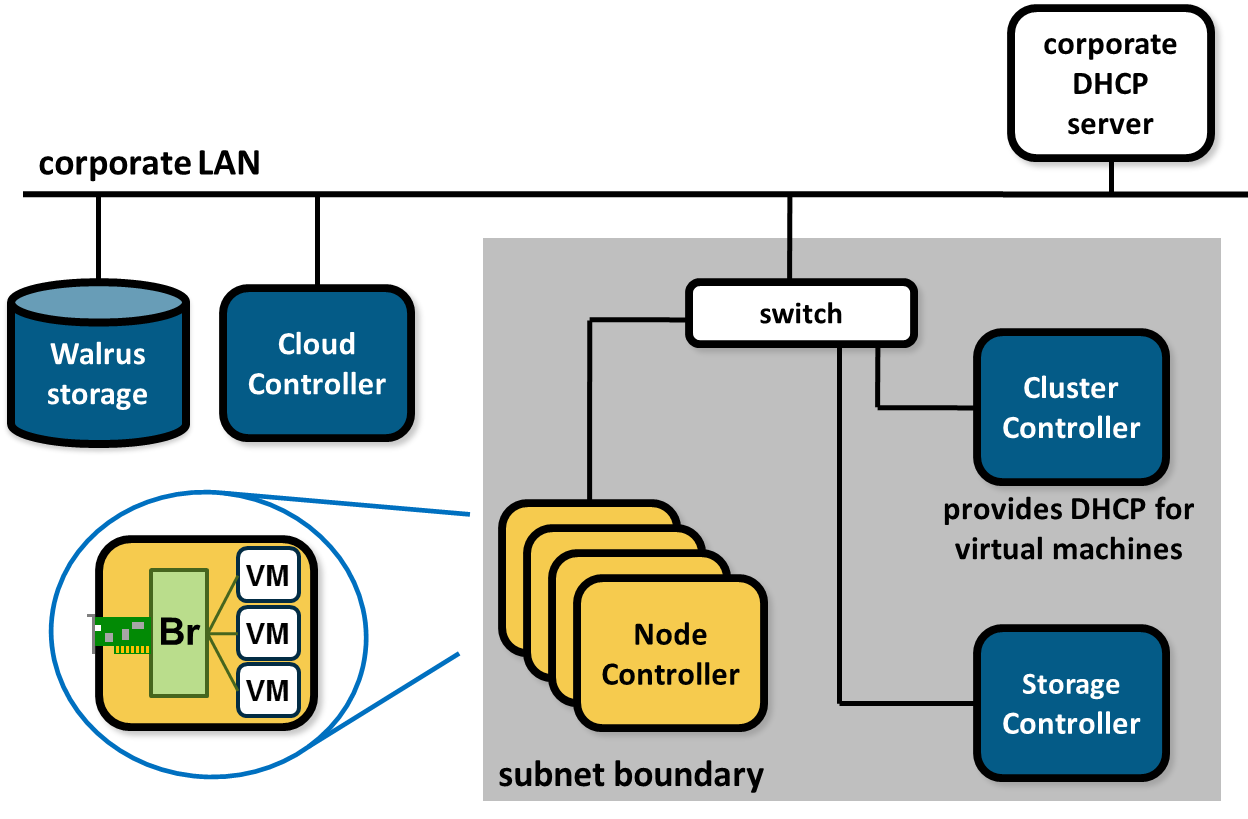 corporate
DHCP
server
corporate LAN
switch
Walrus
storage
Cloud
Controller
Cluster
Controller
provides DHCP for
virtual machines
Br
VM
VM
VM
Node
Controller
Storage
Controller
subnet boundary